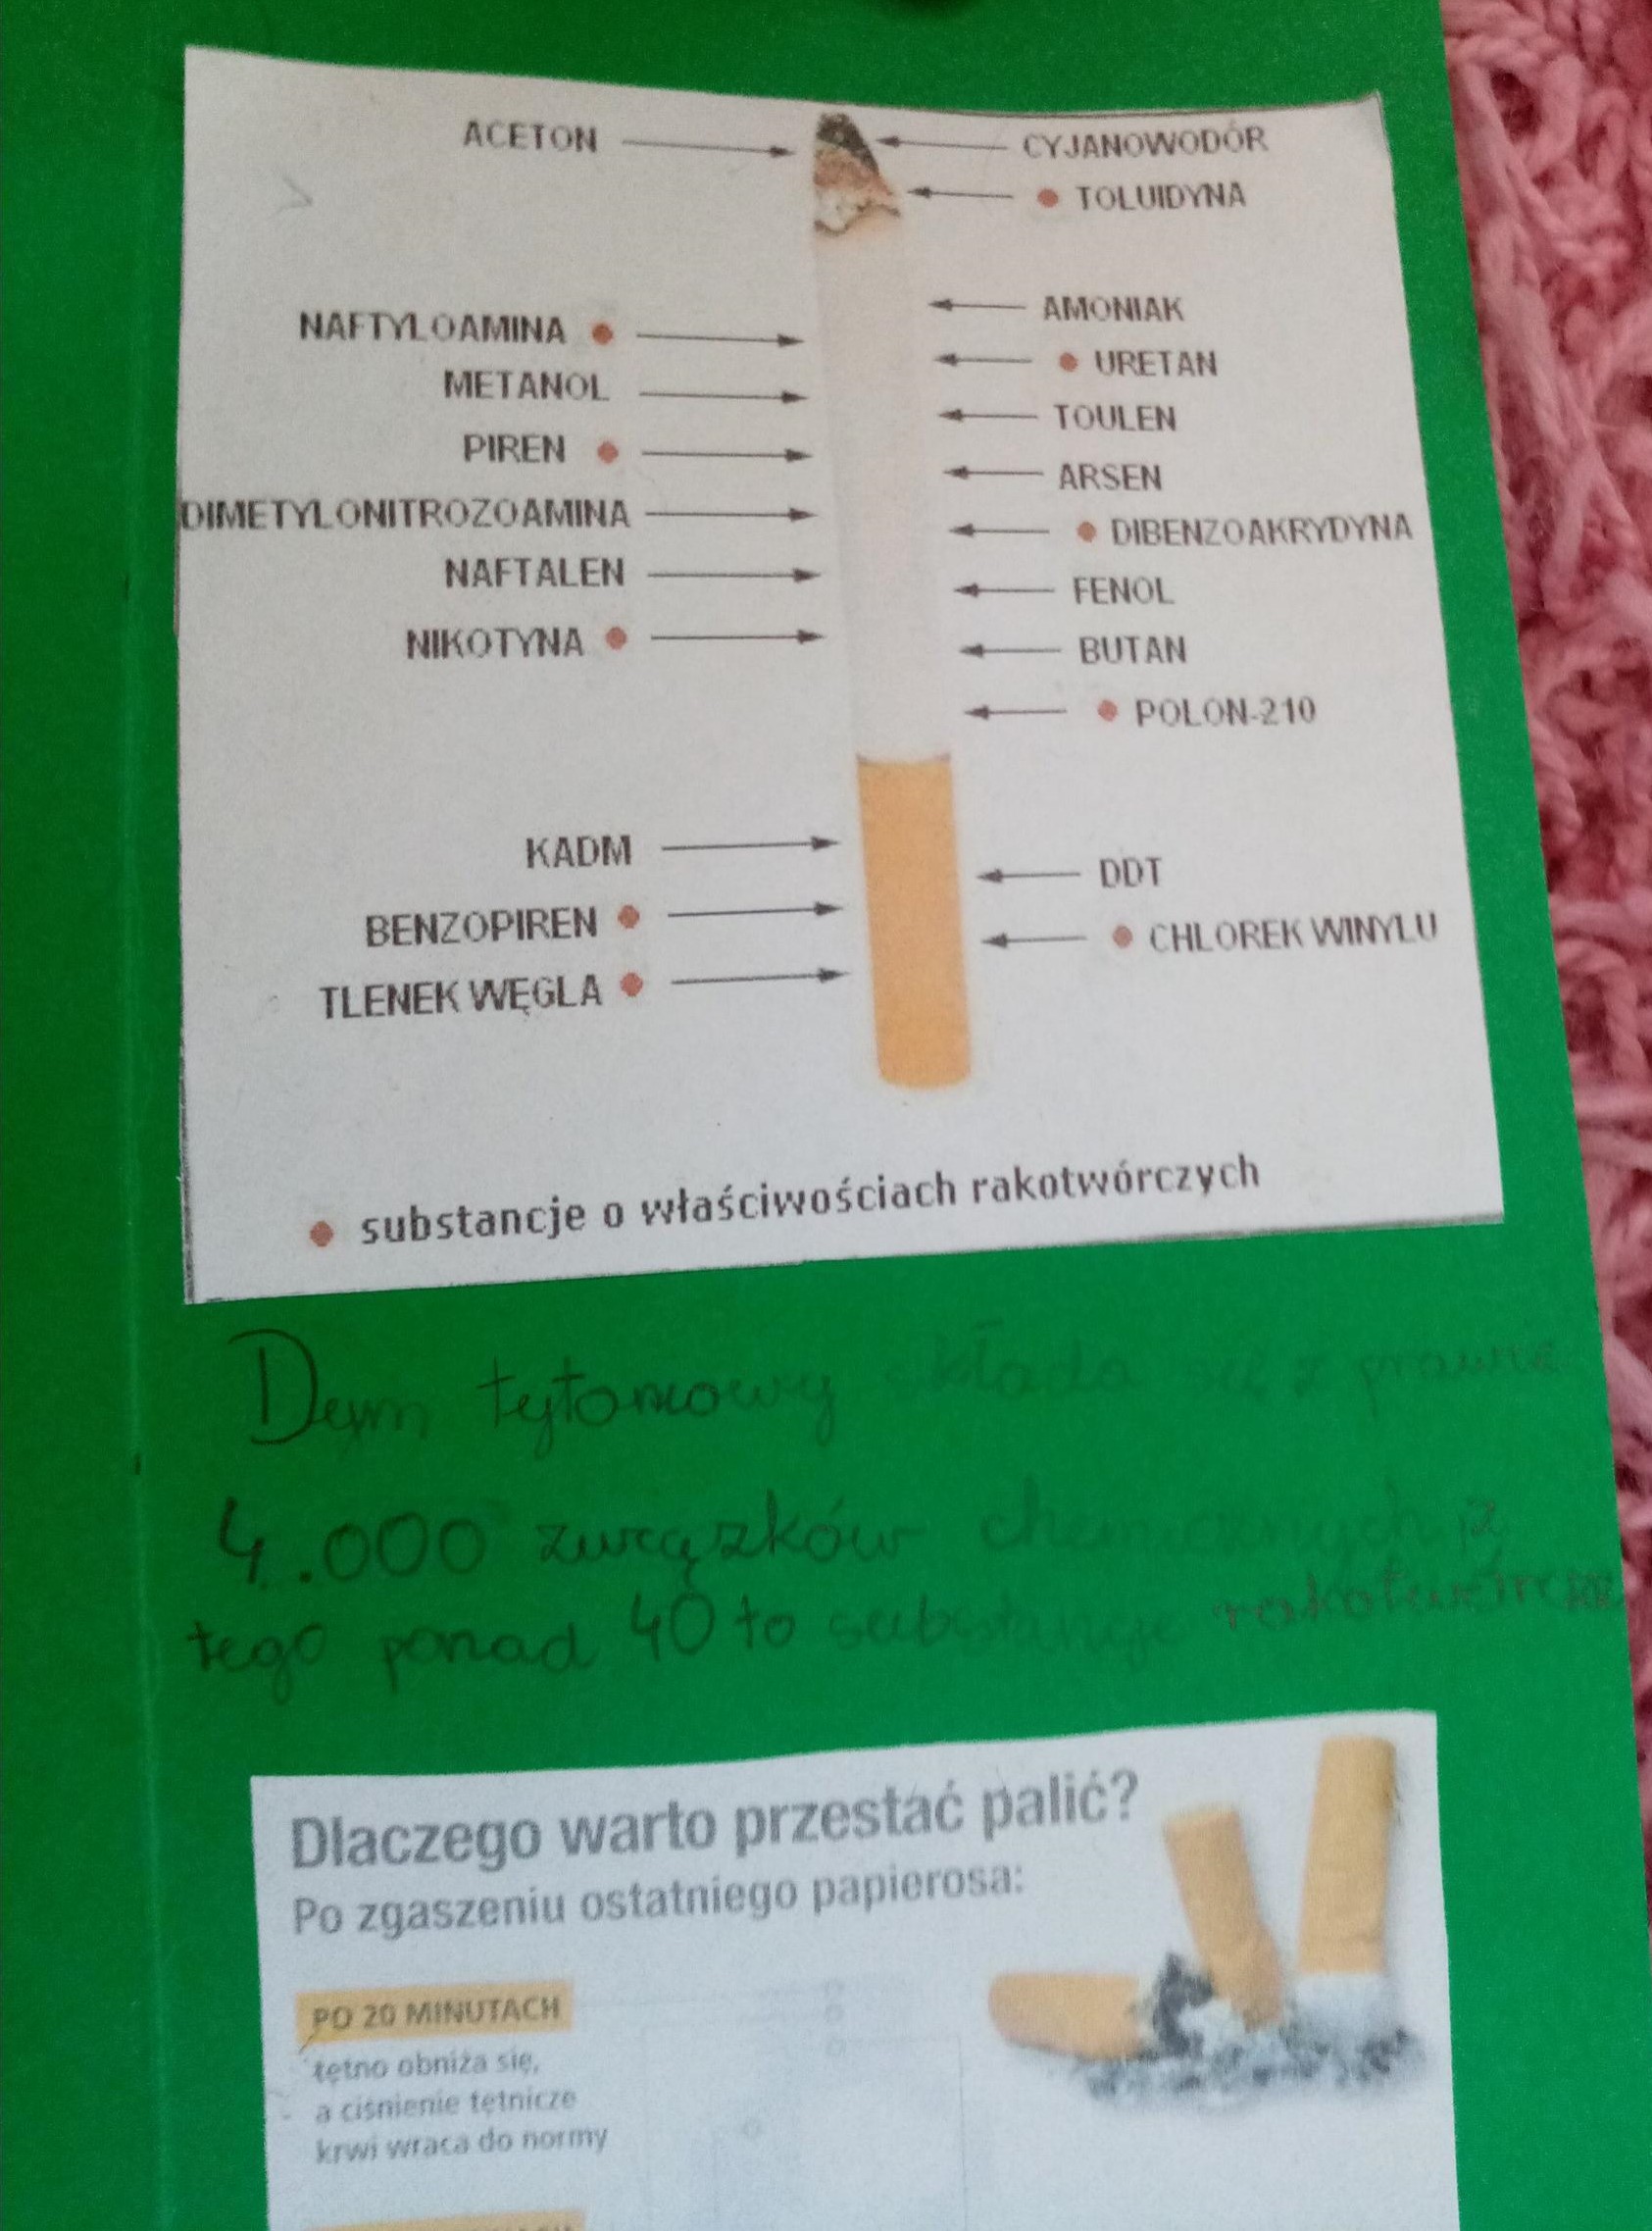 ACETON
CYJANOWODÓR
TOLUIDYNA
NAFTYLOAMINA
METANOL
PIREN
DIMETYLONITROZOAMINA
NAFTALEN
NIKOTYNA
AMONIAK
URETAN
TOULEN
ARSEN
DIBENZOAKRYDYNA
FENOL
BUTAN
POLON-210
KADM
BENZOPIREN
TLENEK WĘGLA
DDT
CHLOREK WINYLU
substancje o właściwościach rakotwórczych
Dym tytoniowy składa się z prawie
4..000 związków chemicznych z
tego ponad 40 to substancje rakotwórcze
Dlaczego warto przestać palić?
Po zgaszeniu ostatniego papierosa:
PO 20 MINUTACH
tętno obniża się,
a ciśnienie tętnicze
krwi wraca do normy